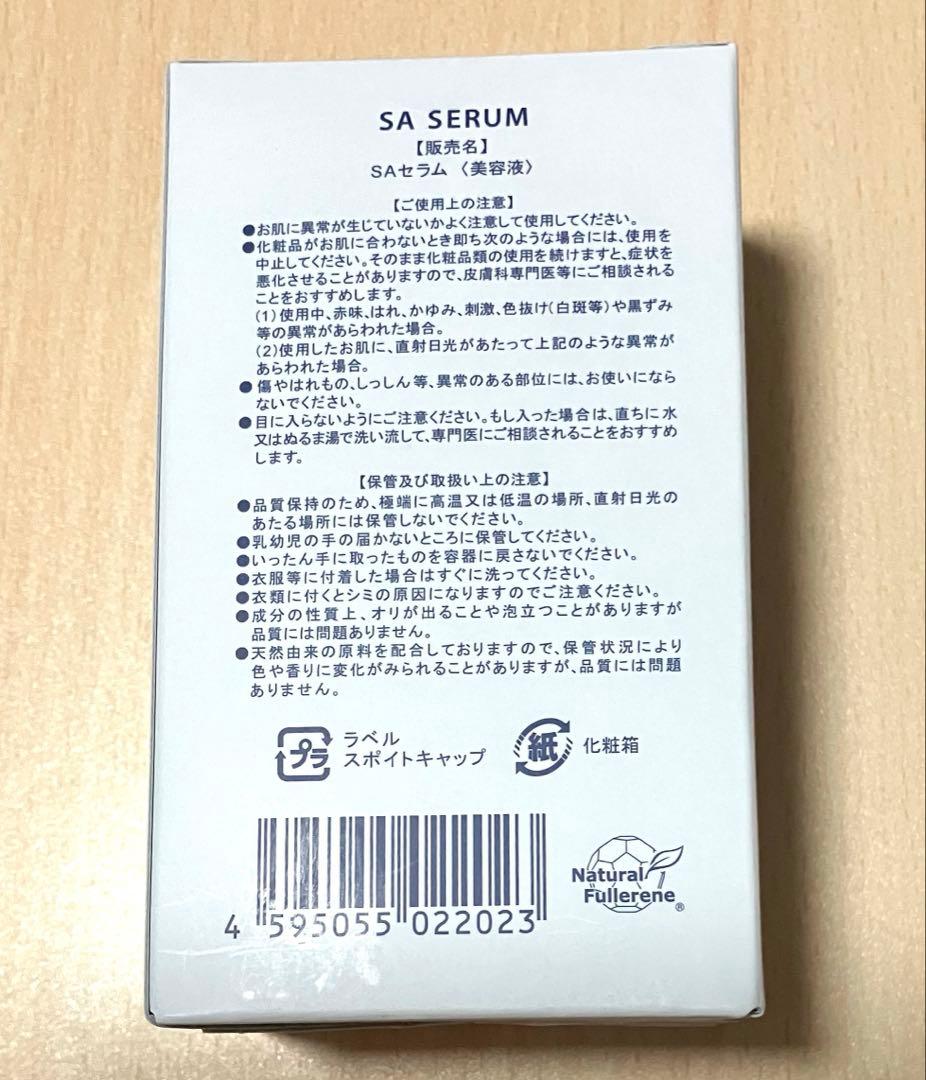 SA SERUM
【販売名】
SAセラム〈美容液〉
【ご使用上の注意】
●お肌に異常が生じていないかよく注意して使用してください。
●化粧品がお肌に合わないとき即ち次のような場合には、使用を
中止してください。そのまま化粧品類の使用を続けますと、症状を
悪化させることがありますので、皮膚科専門医等にご相談される
ことをおすすめします。
(1)使用中、赤味、はれ、かゆみ、刺激、色抜け(白斑等)や黒ずみ
等の異常があらわれた場合。
(2)使用したお肌に、直射日光があたって上記のような異常が
あらわれた場合。
●傷やはれもの、しっしん等、異常のある部位には、お使いになら
ないでください。
●目に入らないようにご注意ください。もし入った場合は、直ちに水
又はぬるま湯で洗い流して、専門医にご相談されることをおすすめ
します。
【保管及び取扱い上の注意】
●品質保持のため、極端に高温又は低温の場所、直射日光の
あたる場所には保管しないでください。
●乳幼児の手の届かないところに保管してください。
●いったん手に取ったものを容器に戻さないでください。
●衣服等に付着した場合はすぐに洗ってください。
●衣類に付くとシミの原因になりますのでご注意ください。
●成分の性質上、オリが出ることや泡立つことがありますが
品質には問題ありません。
●天然由来の原料を配合しておりますので、保管状況により
色や香りに変化がみられることがありますが、品質には問題
ありません。
プラ ラベル
スポイトキャップ
紙 化粧箱
4 595055 022023
Natural
Fullerene®